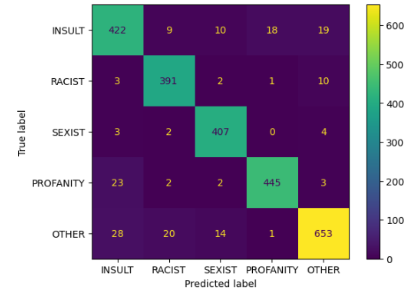 INSULT 422 9 10 18 19
RACIST 3 391 2 1 10
SEXIST 3 2 407 0 4
PROFANITY 23 2 2 445 3
OTHER 28 20 14 1 653
INSULT RACIST SEXIST PROFANITY OTHER
Predicted label
True label
600
500
400
300
200
100
0